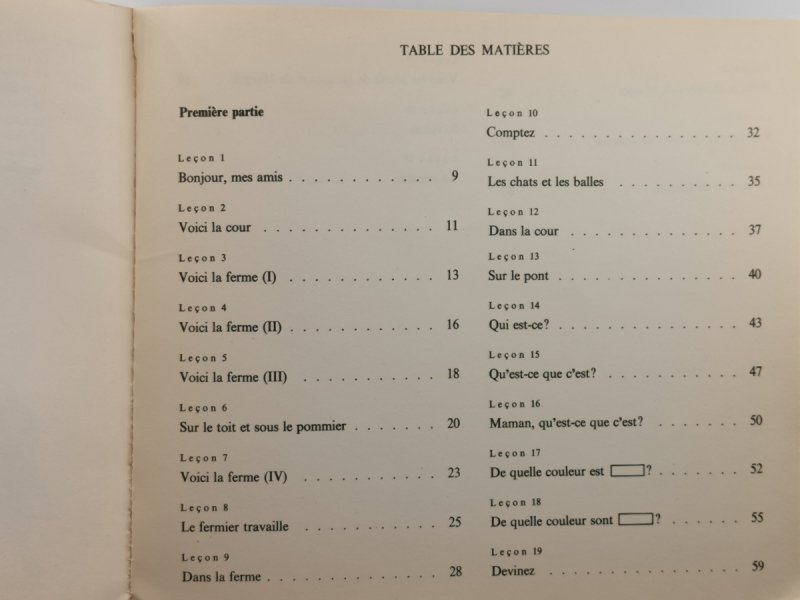 TABLE DES MATIÈRES
Première partie
Leçon 1
Bonjour, mes amis . . . . . . . . . . . . . 9
Leçon 2
Voici la cour . . . . . . . . . . . . . . 11
Leçon 3
Voici la ferme (I) . . . . . . . . . . . . 13
Leçon 4
Voici la ferme (II) . . . . . . . . . . . . 16
Leçon 5
Voici la ferme (III) . . . . . . . . . . . 18
Leçon 6
Sur le toit et sous le pommier . . . . . . . 20
Leçon 7
Voici la ferme (IV) . . . . . . . . . . . 23
Leçon 8
Le fermier travaille . . . . . . . . . . . 25
Leçon 9
Dans la ferme . . . . . . . . . . . . . . 28
Leçon 10
Comptez . . . . . . . . . . . . . . . . 32
Leçon 11
Les chats et les balles . . . . . . . . . . 35
Leçon 12
Dans la cour . . . . . . . . . . . . . . 37
Leçon 13
Sur le pont . . . . . . . . . . . . . . . 40
Leçon 14
Qui est-ce? . . . . . . . . . . . . . . . 43
Leçon 15
Qu'est-ce que c'est? . . . . . . . . . . . 47
Leçon 16
Maman, qu'est-ce que c'est? . . . . . . . 50
Leçon 17
De quelle couleur est ? . . . . . . . 52
Leçon 18
De quelle couleur sont ? . . . . . . 55
Leçon 19
Devinez . . . . . . . . . . . . . . . . 59